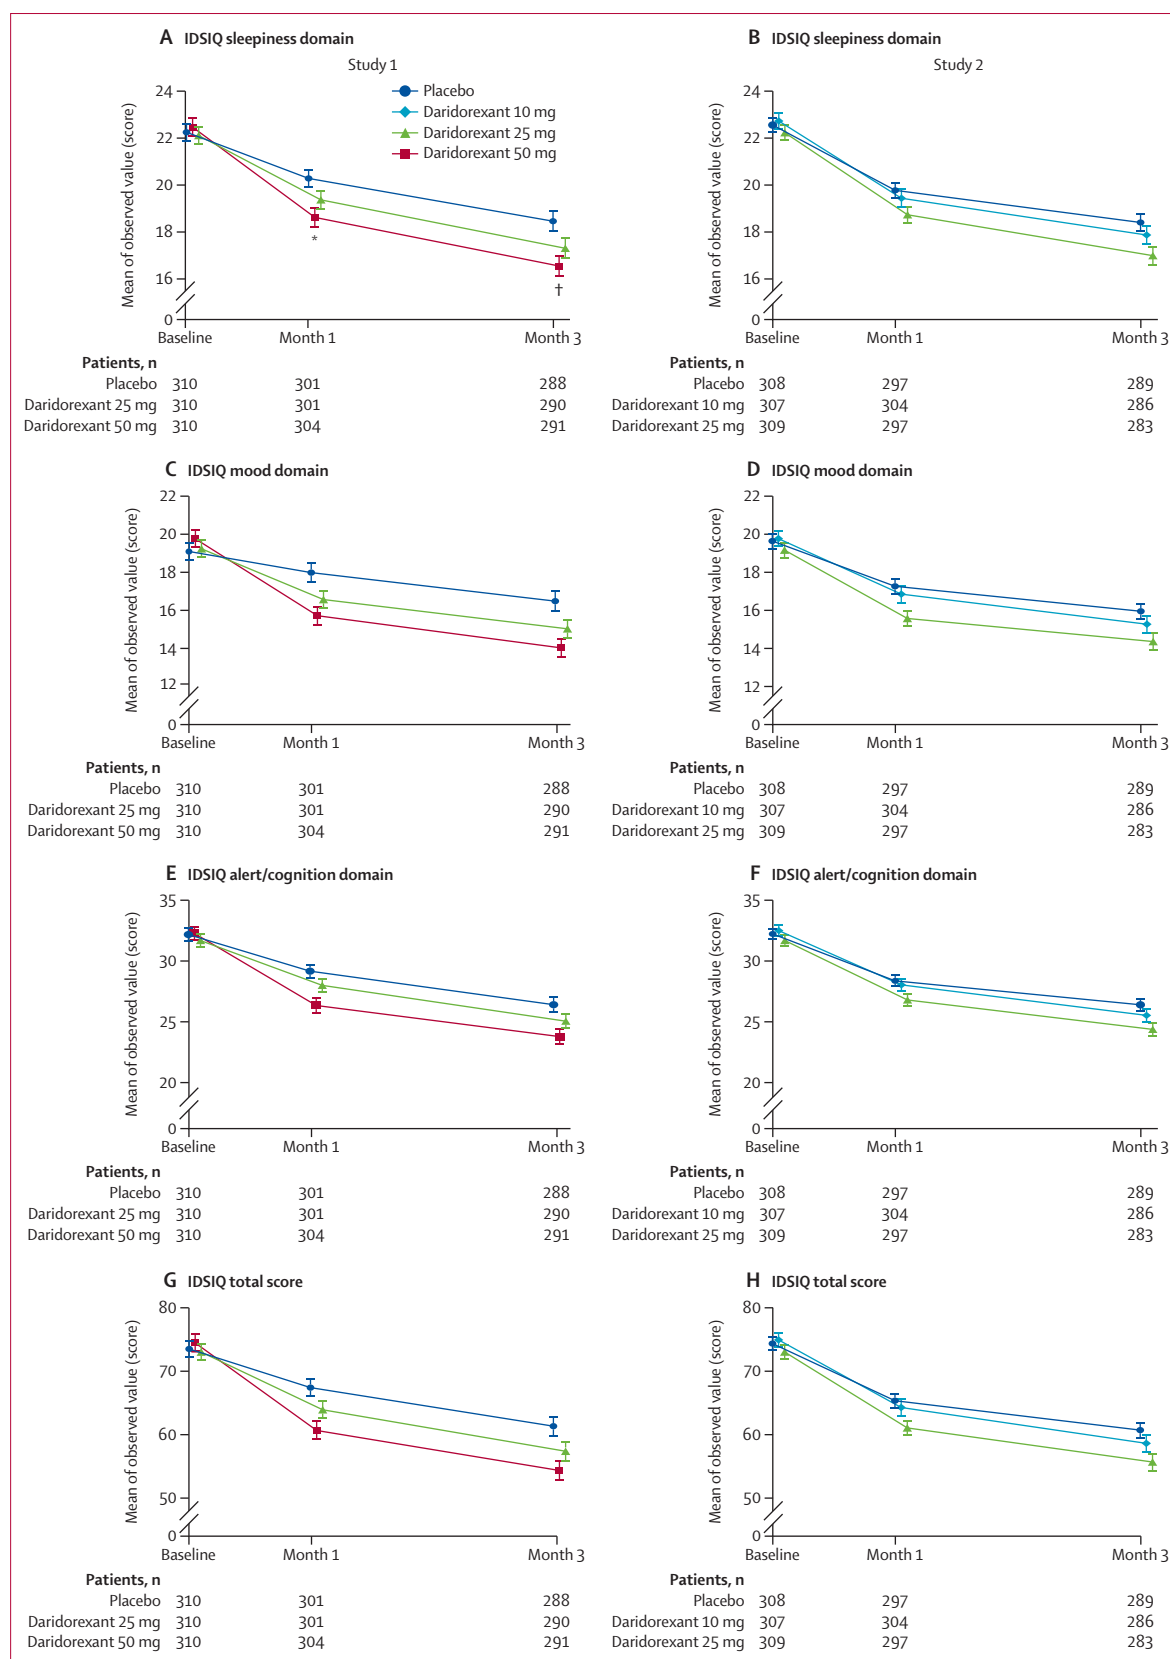 A IDSIQ sleepiness domain
Study 1
Mean of observed value (score)
24
22
20
18
16
0
Placebo
Daridorexant 10 mg
Daridorexant 25 mg
Daridorexant 50 mg
*
†
Baseline Month 1 Month 3
Patients, n
Placebo 310 301 288
Daridorexant 25 mg 310 301 290
Daridorexant 50 mg 310 304 291
B IDSIQ sleepiness domain
Study 2
Mean of observed value (score)
24
22
20
18
16
0
Baseline Month 1 Month 3
Patients, n
Placebo 308 297 289
Daridorexant 10 mg 307 304 286
Daridorexant 25 mg 309 297 283
C IDSIQ mood domain
Mean of observed value (score)
22
20
18
16
14
12
0
Baseline Month 1 Month 3
Patients, n
Placebo 310 301 288
Daridorexant 25 mg 310 301 290
Daridorexant 50 mg 310 304 291
D IDSIQ mood domain
Mean of observed value (score)
22
20
18
16
14
12
0
Baseline Month 1 Month 3
Patients, n
Placebo 308 297 289
Daridorexant 10 mg 307 304 286
Daridorexant 25 mg 309 297 283
E IDSIQ alert/cognition domain
Mean of observed value (score)
35
30
25
20
0
Baseline Month 1 Month 3
Patients, n
Placebo 310 301 288
Daridorexant 25 mg 310 301 290
Daridorexant 50 mg 310 304 291
F IDSIQ alert/cognition domain
Mean of observed value (score)
35
30
25
20
0
Baseline Month 1 Month 3
Patients, n
Placebo 308 297 289
Daridorexant 10 mg 307 304 286
Daridorexant 25 mg 309 297 283
G IDSIQ total score
Mean of observed value (score)
80
70
60
50
0
Baseline Month 1 Month 3
Patients, n
Placebo 310 301 288
Daridorexant 25 mg 310 301 290
Daridorexant 50 mg 310 304 291
H IDSIQ total score
Mean of observed value (score)
80
70
60
50
0
Baseline Month 1 Month 3
Patients, n
Placebo 308 297 289
Daridorexant 10 mg 307 304 286
Daridorexant 25 mg 309 297 283